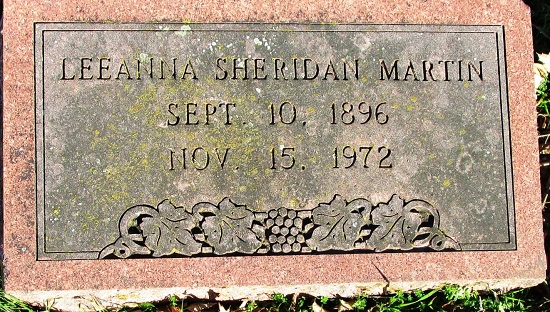 LEEANNA SHERIDAN MARTIN
SEPT. 10, 1896
NOV. 15, 1972